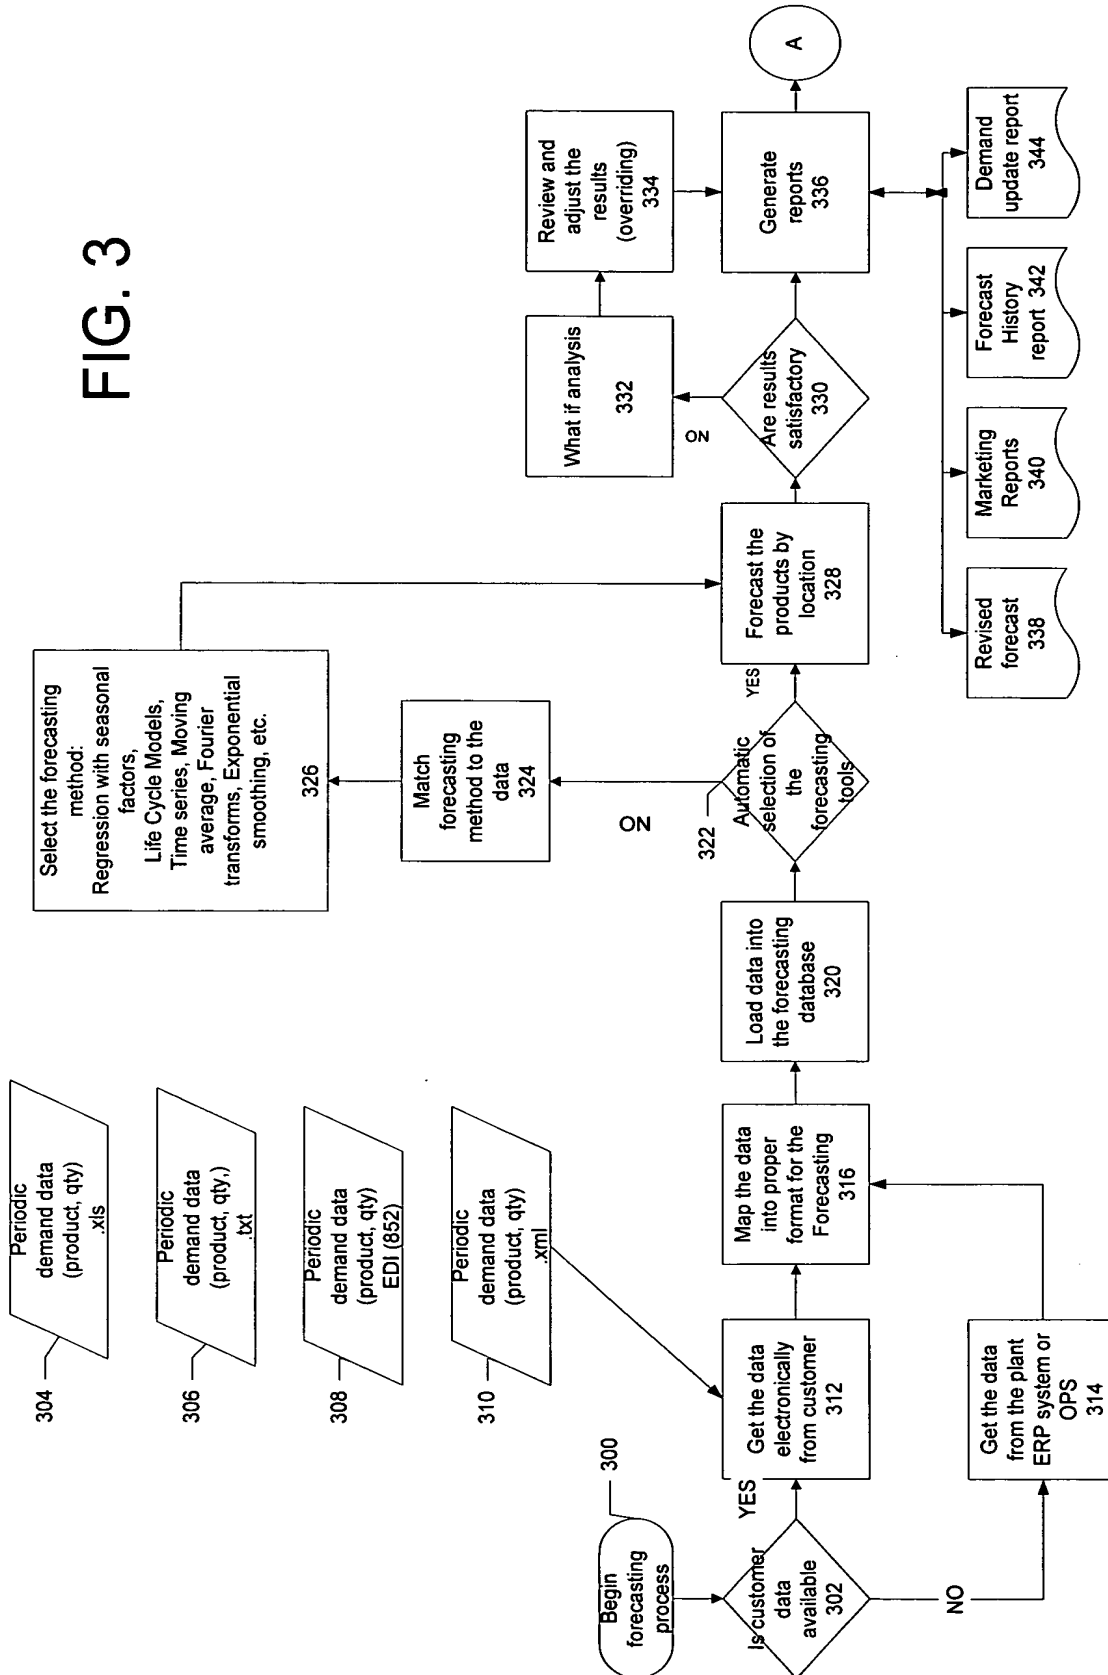 FIG. 3
Periodic
demand data
(product, qty)
.xls
304
Periodic
demand data
(product, qty,)
.txt
306
Periodic
demand data
(product, qty)
EDI (852)
308
Periodic
demand data
(product, qty)
.xml
310
Begin
forecasting
process
300
Is customer
data
available
302
YES
NO
Get the data
electronically
from customer
312
Get the data
from the plant
ERP system or
OPS
314
Map the data
into proper
format for the
Forecasting
316
Load data into
the forecasting
database
320
Automatic
selection of
the
forecasting
tools
322
ON
YES
Match
forecasting
method to the
data
324
Select the forecasting
method:
Regression with seasonal
factors,
Life Cycle Models,
Time series, Moving
average, Fourier
transforms, Exponential
smoothing, etc.
326
Forecast the
products by
location
328
Are results
satisfactory
330
ON
What if analysis
332
Review and
adjust the
results
(overriding)
334
Generate
reports
336
A
Revised
forecast
338
Marketing
Reports
340
Forecast
History
report 342
Demand
update report
344